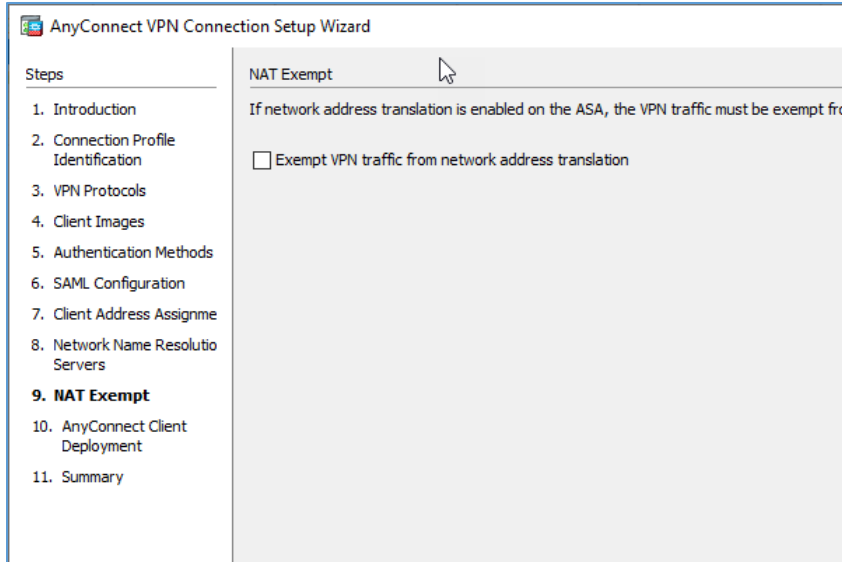 AnyConnect VPN Connection Setup Wizard
Steps
1. Introduction
2. Connection Profile
Identification
3. VPN Protocols
4. Client Images
5. Authentication Methods
6. SAML Configuration
7. Client Address Assignme
8. Network Name Resolutio
Servers
9. NAT Exempt
10. AnyConnect Client
Deployment
11. Summary
NAT Exempt
If network address translation is enabled on the ASA, the VPN traffic must be exempt fro
Exempt VPN traffic from network address translation